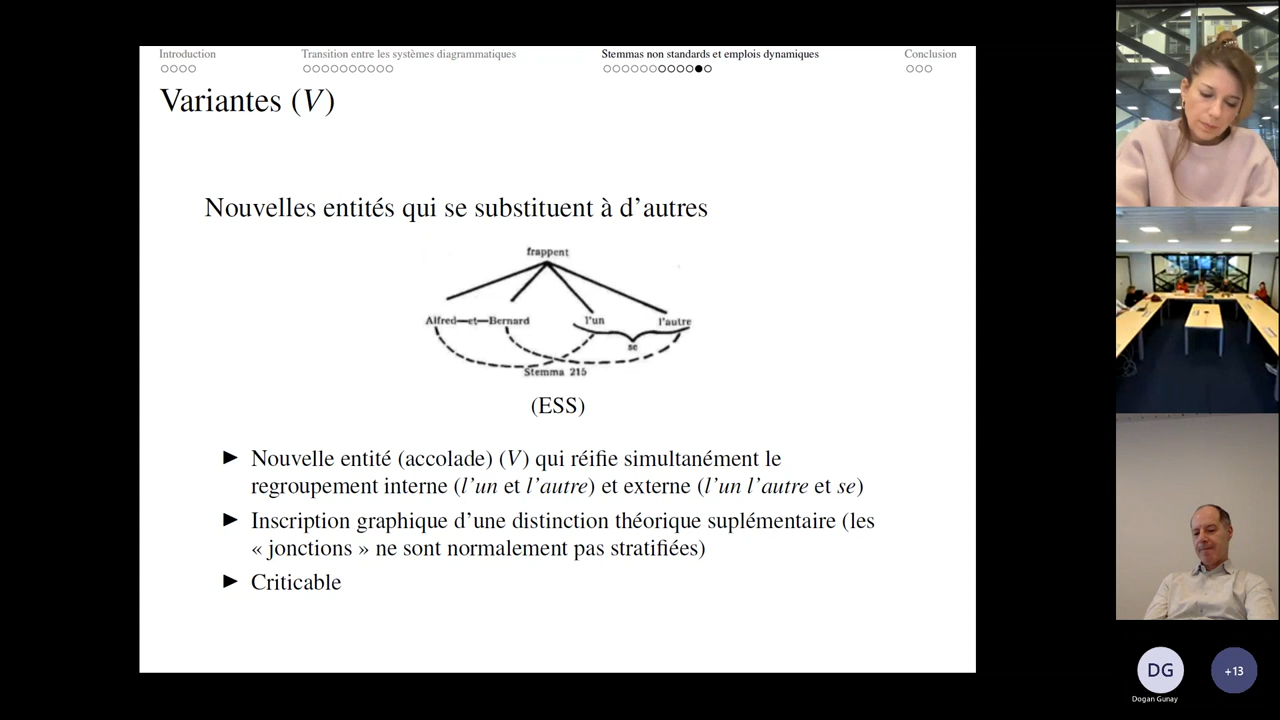 Introduction
Transition entre les systèmes diagrammatiques
Stemmas non standards et emplois dynamiques
Conclusion
Variantes (V)
Nouvelles entités qui se substituent à d'autres
frappent
Alfred—et—Bernard l'un l'autre
se
Stemma 215
(ESS)
► Nouvelle entité (accolade) (V) qui réifie simultanément le
regroupement interne (l'un et l'autre) et externe (l'un l'autre et se)
► Inscription graphique d'une distinction théorique suplémentaire (les
« jonctions » ne sont normalement pas stratifiées)
► Criticable
DG
+13
Dogan Gunay